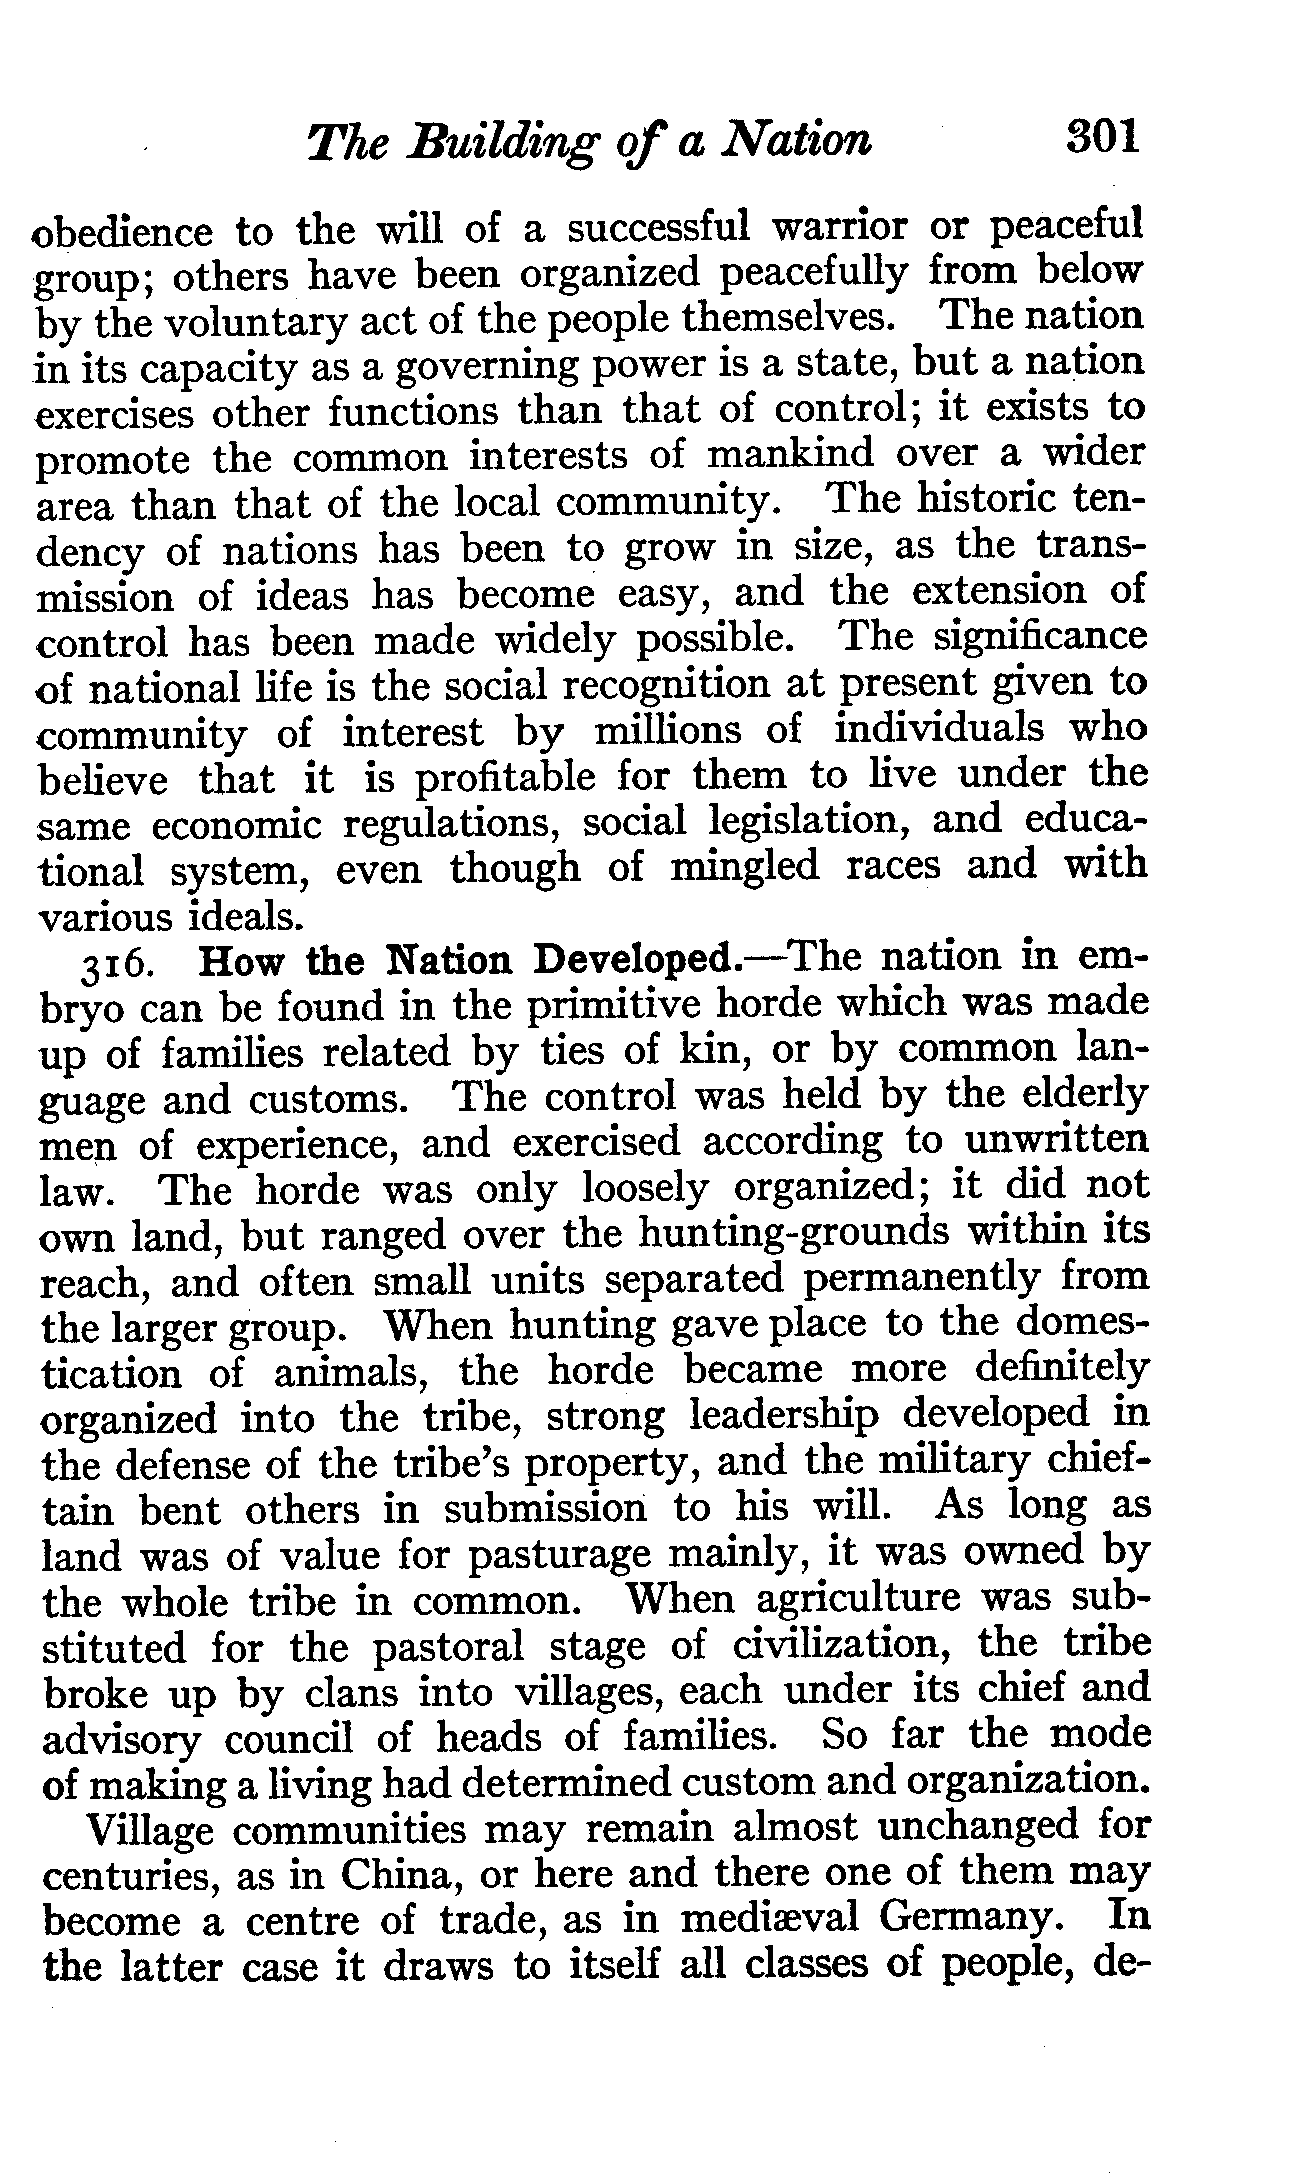 The Building of a Nation 301
obedience to the will of a successful warrior or peaceful
group; others have been organized peacefully from below
by the voluntary act of the people themselves. The nation
in its capacity as a governing power is a state, but a nation
exercises other functions than that of control; it exists to
promote the common interests of mankind over a wider
area than that of the local community. The historic ten-
dency of nations has been to grow in size, as the trans-
mission of ideas has become easy, and the extension of
control has been made widely possible. The significance
of national life is the social recognition at present given to
community of interest by millions of individuals who
believe that it is profitable for them to live under the
same economic regulations, social legislation, and educa-
tional system, even though of mingled races and with
various ideals.
316. How the Nation Developed.—The nation in em-
bryo can be found in the primitive horde which was made
up of families related by ties of kin, or by common lan-
guage and customs. The control was held by the elderly
men of experience, and exercised according to unwritten
law. The horde was only loosely organized; it did not
own land, but ranged over the hunting-grounds within its
reach, and often small units separated permanently from
the larger group. When hunting gave place to the domes-
tication of animals, the horde became more definitely
organized into the tribe, strong leadership developed in
the defense of the tribe's property, and the military chief-
tain bent others in submission to his will. As long as
land was of value for pasturage mainly, it was owned by
the whole tribe in common. When agriculture was sub-
stituted for the pastoral stage of civilization, the tribe
broke up by clans into villages, each under its chief and
advisory council of heads of families. So far the mode
of making a living had determined custom and organization.
Village communities may remain almost unchanged for
centuries, as in China, or here and there one of them may
become a centre of trade, as in mediæval Germany. In
the latter case it draws to itself all classes of people, de-